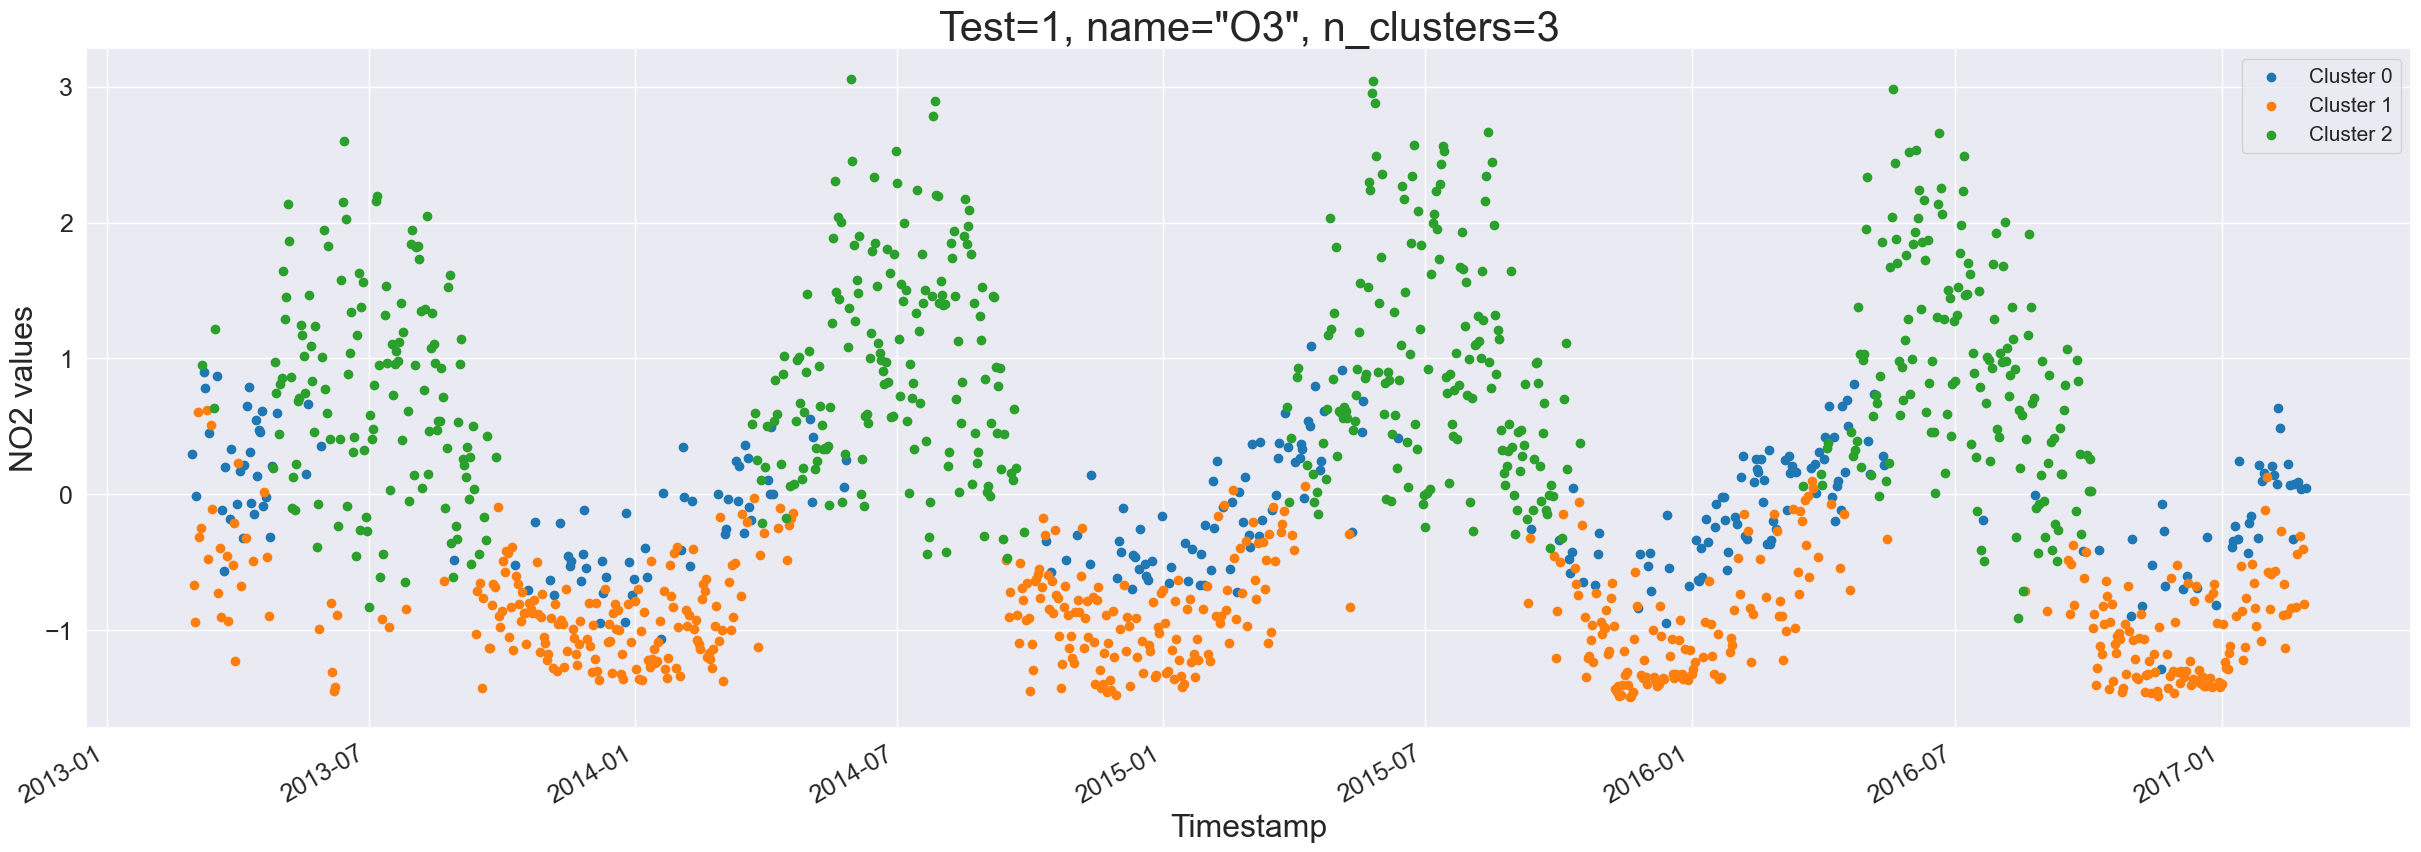 Test=1, name="O3", n_clusters=3
Cluster 0
Cluster 1
Cluster 2
NO2 values
3
2
1
0
−1
2013-01
2013-07
2014-01
2014-07
2015-01
2015-07
2016-01
2016-07
2017-01
Timestamp